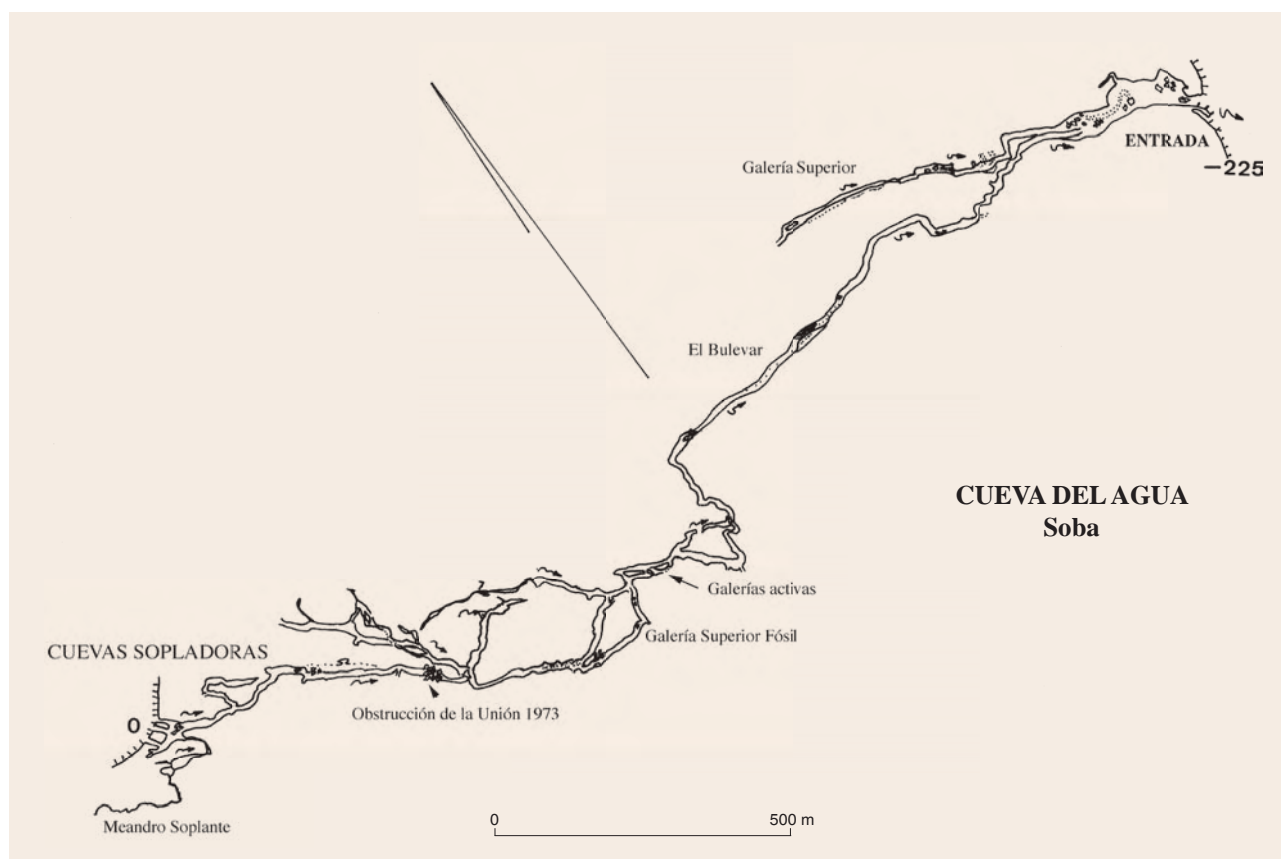 Galería Superior
ENTRADA
–225
El Bulevar
CUEVA DEL AGUA
Soba
Galerías activas
Galería Superior Fósil
CUEVAS SOPLADORAS
0
Obstrucción de la Unión 1973
Meandro Soplante
0
500 m